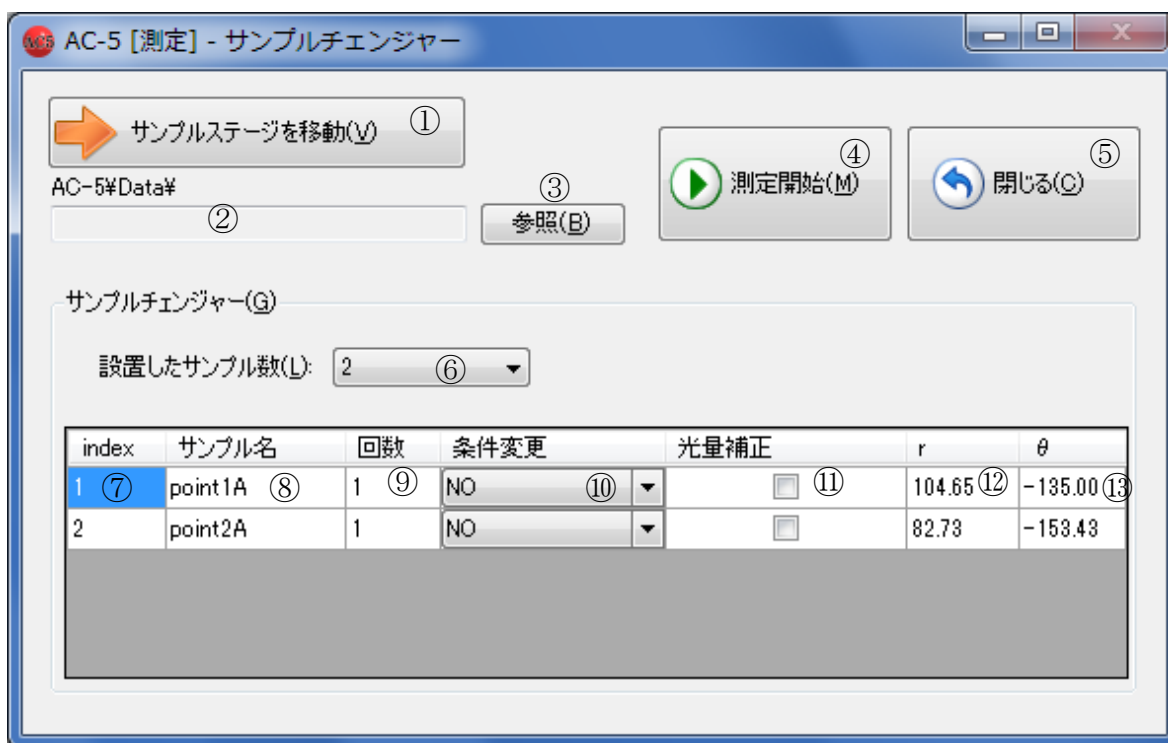 AC5 AC-5 [測定] - サンプルチェンジャー
サンプルステージを移動(V) ①
AC-5¥Data¥
②
③
参照(B)
④
測定開始(M)
⑤
閉じる(C)
サンプルチェンジャー(G)
設置したサンプル数(L): 2 ⑥
index サンプル名 回数 条件変更 光量補正 r θ
1 ⑦ point1A ⑧ 1 ⑨ NO ⑩ ⑪ 104.65 ⑫ -135.00 ⑬
2 point2A 1 NO 82.73 -153.43